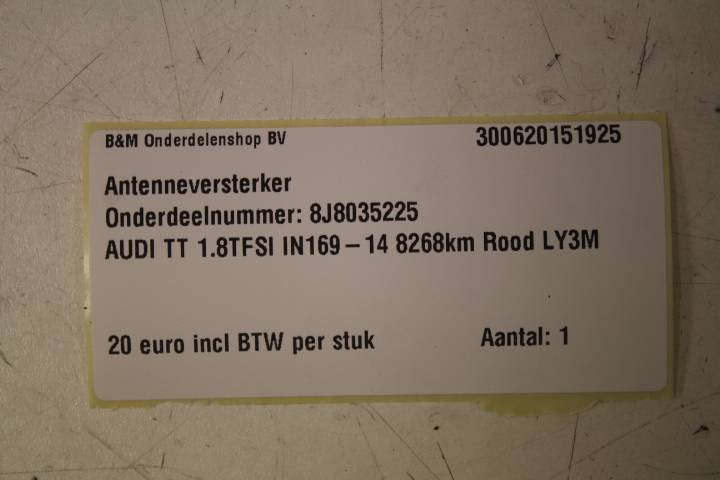 B&M Onderdelenshop BV 300620151925
Antenneversterker
Onderdeelnummer: 8J8035225
AUDI TT 1.8TFSI IN169 – 14 8268km Rood LY3M
20 euro incl BTW per stuk Aantal: 1